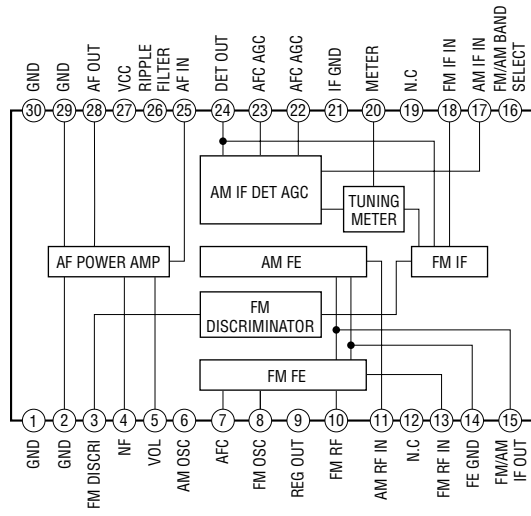 GND
GND
AF OUT
VCC
RIPPLE
FILTER
AF IN
DET OUT
AFC AGC
AFC AGC
IF GND
METER
N.C
FM IF IN
AM IF IN
FM/AM BAND
SELECT
30
29
28
27
26
25
24
23
22
21
20
19
18
17
16
AM IF DET AGC
TUNING
METER
AF POWER AMP
AM FE
FM IF
FM
DISCRIMINATOR
FM FE
1
2
3
4
5
6
7
8
9
10
11
12
13
14
15
GND
GND
FM DISCRI
NF
VOL
AM OSC
AFC
FM OSC
REG OUT
FM RF
AM RF IN
N.C
FM RF IN
FE GND
FM/AM
IF OUT